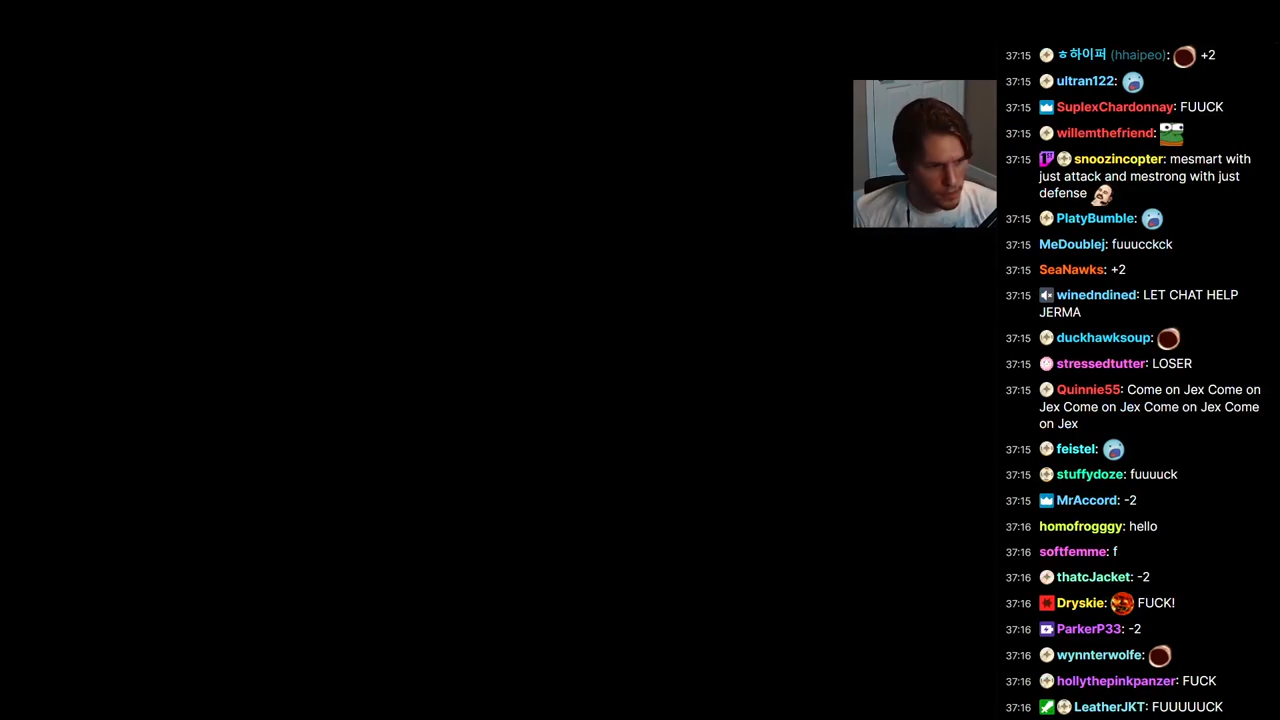 37:15 ㅎ하이퍼 (hhaipeo): +2
37:15 ultran122:
37:15 SuplexChardonnay: FUUCK
37:15 willemthefriend:
37:15 snoozincopter: mesmart with
just attack and mestrong with just
defense
37:15 PlatyBumble:
37:15 MeDoublej: fuuucckck
37:15 SeaNawks: +2
37:15 winedndined: LET CHAT HELP
JERMA
37:15 duckhawksoup:
37:15 stressedtutter: LOSER
37:15 Quinnie55: Come on Jex Come on
Jex Come on Jex Come on Jex Come
on Jex
37:15 feistel:
37:15 stuffydoze: fuuuuck
37:15 MrAccord: -2
37:16 homofrogggy: hello
37:16 softfemme: f
37:16 thatcJacket: -2
37:16 Dryskie: FUCK!
37:16 ParkerP33: -2
37:16 wynnterwolfe:
37:16 hollythepinkpanzer: FUCK
37:16 LeatherJKT: FUUUUUCK